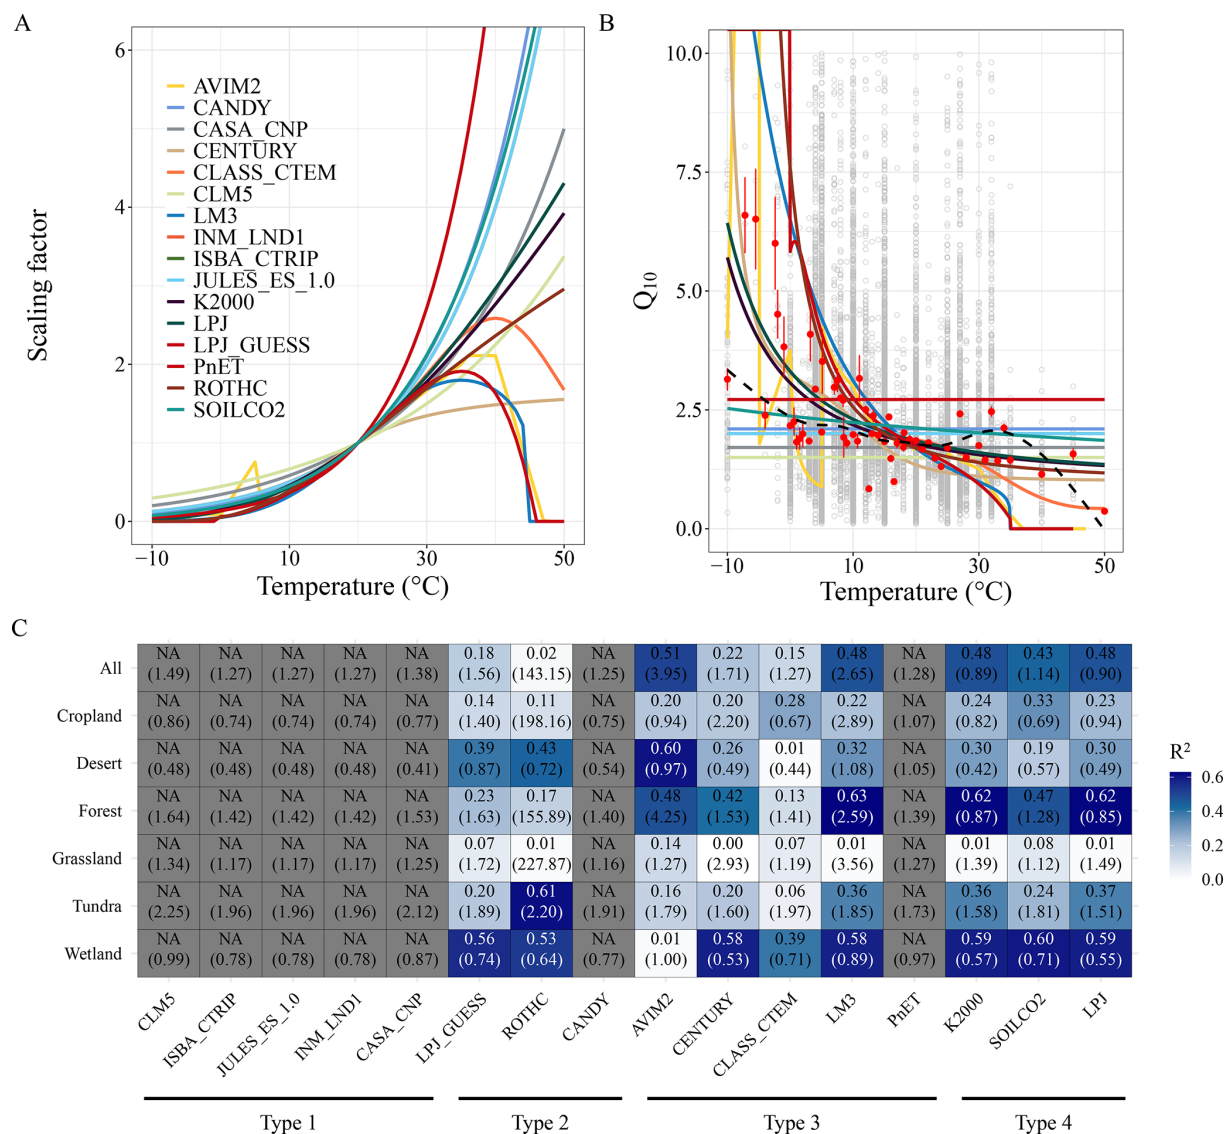 A
Scaling factor
6
4
2
0
AVIM2
CANDY
CASA_CNP
CENTURY
CLASS_CTEM
CLM5
LM3
INM_LND1
ISBA_CTRIP
JULES_ES_1.0
K2000
LPJ
LPJ_GUESS
PnET
ROTHC
SOILCO2
−10 10 30 50
Temperature (°C)
B
Q10
10.0
7.5
5.0
2.5
0.0
−10 10 30 50
Temperature (°C)
C
All NA NA NA NA NA 0.18 0.02 NA 0.51 0.22 0.15 0.48 NA 0.48 0.43 0.48
(1.49) (1.27) (1.27) (1.27) (1.38) (1.56) (143.15) (1.25) (3.95) (1.71) (1.27) (2.65) (1.28) (0.89) (1.14) (0.90)
Cropland NA NA NA NA NA 0.14 0.11 NA 0.20 0.20 0.28 0.22 NA 0.24 0.33 0.23
(0.86) (0.74) (0.74) (0.74) (0.77) (1.40) (198.16) (0.75) (0.94) (2.20) (0.67) (2.89) (1.07) (0.82) (0.69) (0.94)
Desert NA NA NA NA NA 0.39 0.43 NA 0.60 0.26 0.01 0.32 NA 0.30 0.19 0.30
(0.48) (0.48) (0.48) (0.48) (0.41) (0.87) (0.72) (0.54) (0.97) (0.49) (0.44) (1.08) (1.05) (0.42) (0.57) (0.49)
Forest NA NA NA NA NA 0.23 0.17 NA 0.48 0.42 0.13 0.63 NA 0.62 0.47 0.62
(1.64) (1.42) (1.42) (1.42) (1.53) (1.63) (155.89) (1.40) (4.25) (1.53) (1.41) (2.59) (1.39) (0.87) (1.28) (0.85)
Grassland NA NA NA NA NA 0.07 0.01 NA 0.14 0.00 0.07 0.01 NA 0.01 0.08 0.01
(1.34) (1.17) (1.17) (1.17) (1.25) (1.72) (227.87) (1.16) (1.27) (2.93) (1.19) (3.56) (1.27) (1.39) (1.12) (1.49)
Tundra NA NA NA NA NA 0.20 0.61 NA 0.16 0.20 0.06 0.36 NA 0.36 0.24 0.37
(2.25) (1.96) (1.96) (1.96) (2.12) (1.89) (2.20) (1.91) (1.79) (1.60) (1.97) (1.85) (1.73) (1.58) (1.81) (1.51)
Wetland NA NA NA NA NA 0.56 0.53 NA 0.01 0.58 0.39 0.58 NA 0.59 0.60 0.59
(0.99) (0.78) (0.78) (0.78) (0.87) (0.74) (0.64) (0.77) (1.00) (0.53) (0.71) (0.89) (0.97) (0.57) (0.71) (0.55)
CLM5 ISBA_CTRIP JULES_ES_1.0 INM_LND1 CASA_CNP LPJ_GUESS ROTHC CANDY AVIM2 CENTURY CLASS_CTEM LM3 PnET K2000 SOILCO2 LPJ
Type 1 Type 2 Type 3 Type 4
R²
0.6
0.4
0.2
0.0